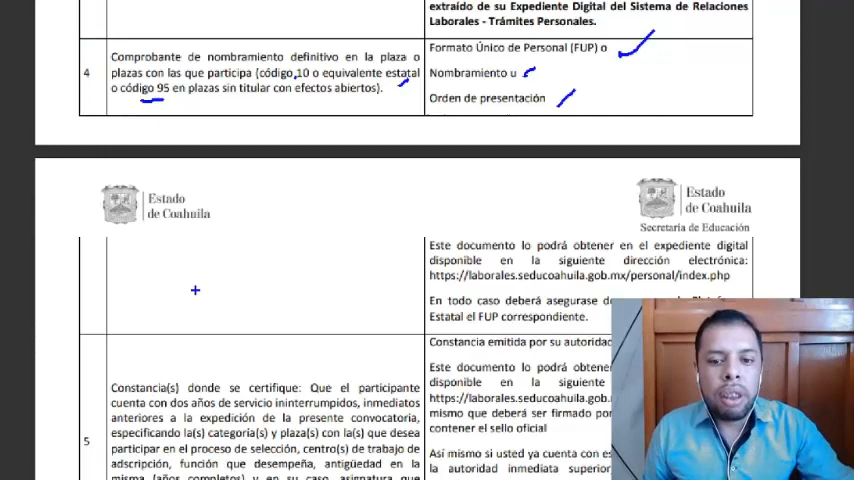 extraído de su Expediente Digital del Sistema de Relaciones
Laborales - Trámites Personales.
4
Comprobante de nombramiento definitivo en la plaza o
plazas con las que participa (código 10 o equivalente estatal
o código 95 en plazas sin titular con efectos abiertos).
Formato Único de Personal (FUP) o
Nombramiento u
Orden de presentación
Estado
de Coahuila
Estado
de Coahuila
Secretaría de Educación
Este documento lo podrá obtener en el expediente digital
disponible en la siguiente dirección electrónica:
https://laborales.seducoahuila.gob.mx/personal/index.php
En todo caso deberá asegurase de
Estatal el FUP correspondiente.
5
Constancia(s) donde se certifique: Que el participante
cuenta con dos años de servicio ininterrumpidos, inmediatos
anteriores a la expedición de la presente convocatoria,
especificando la(s) categoría(s) y plaza(s) con la(s) que desea
participar en el proceso de selección, centro(s) de trabajo de
adscripción, función que desempeña, antigüedad en la
misma (años completos) y en su caso, asignatura que
Constancia emitida por su autoridad
Este documento lo podrá obtener
disponible en la siguiente
https://laborales.seducoahuila.gob.
mismo que deberá ser firmado por
contener el sello oficial
Así mismo si usted ya cuenta con
la autoridad inmediata superior